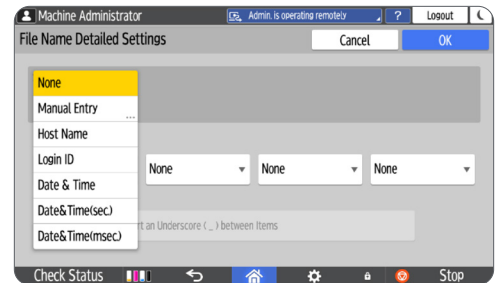 Machine Administrator
Admin. is operating remotely
?
Logout
File Name Detailed Settings
Cancel
OK
None
Manual Entry ...
Host Name
Login ID
Date & Time
Date&Time(sec.)
Date&Time(msec.)
None
None
None
rt an Underscore ( _ ) between Items
Check Status
Stop